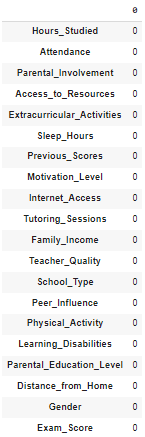 0
Hours_Studied 0
Attendance 0
Parental_Involvement 0
Access_to_Resources 0
Extracurricular_Activities 0
Sleep_Hours 0
Previous_Scores 0
Motivation_Level 0
Internet_Access 0
Tutoring_Sessions 0
Family_Income 0
Teacher_Quality 0
School_Type 0
Peer_Influence 0
Physical_Activity 0
Learning_Disabilities 0
Parental_Education_Level 0
Distance_from_Home 0
Gender 0
Exam_Score 0